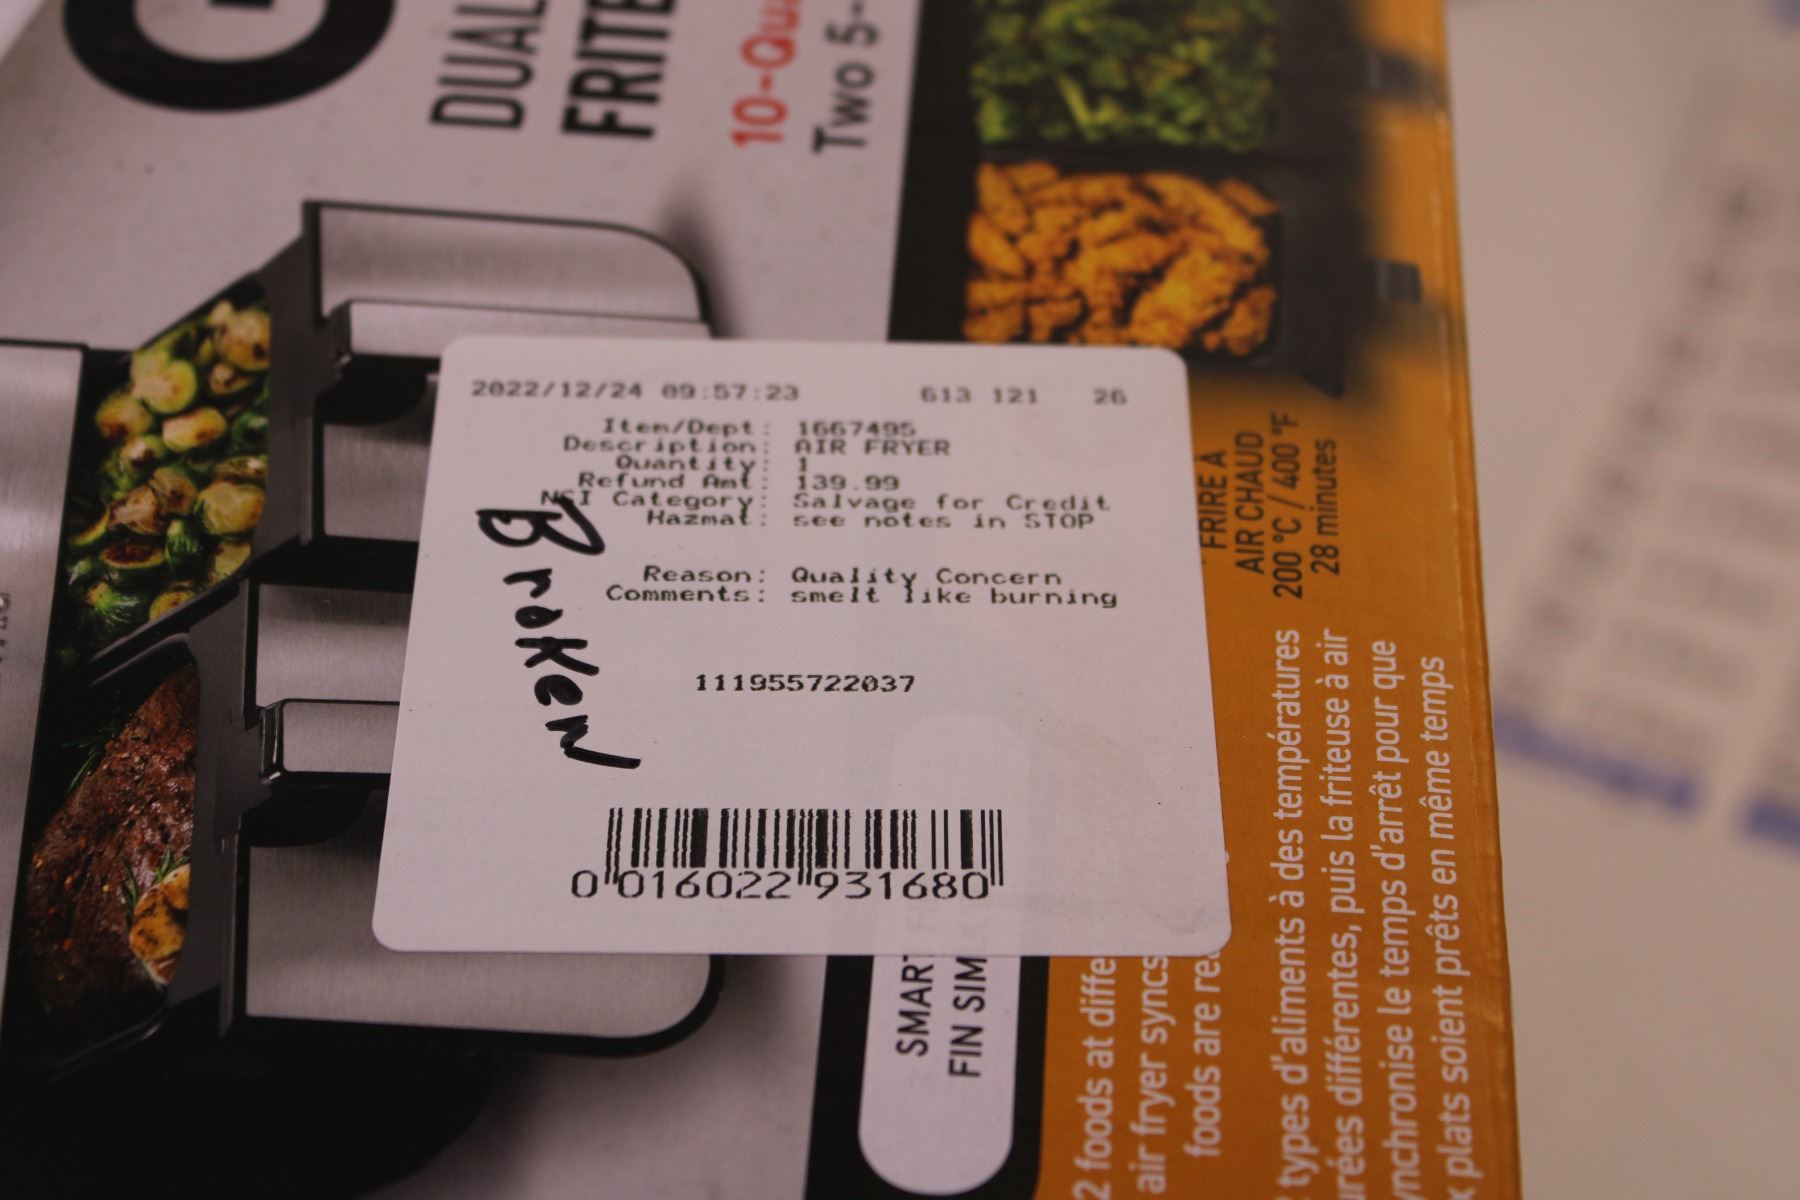 2022/12/24 09:57:23 613 121 26
Item/Dept: 1667495
Description: AIR FRYER
Quantity: 1
Refund Amt: 139.99
NSI Category: Salvage for Credit
Hazmat: see notes in STOP
Reason: Quality Concern
Comments: smelt like burning
Broken
111955722037
0 016022 931680
DUAL
FRITE
10-Qua
Two 5-
FRIRE À
AIR CHAUD
200 °C / 400 °F
28 minutes
SMART F
FIN SIM
2 foods at diffe
air fryer syncs
foods are re
types d'aliments à des températures
urées différentes, puis la friteuse à air
ynchronise le temps d'arrêt pour que
x plats soient prêts en même temps